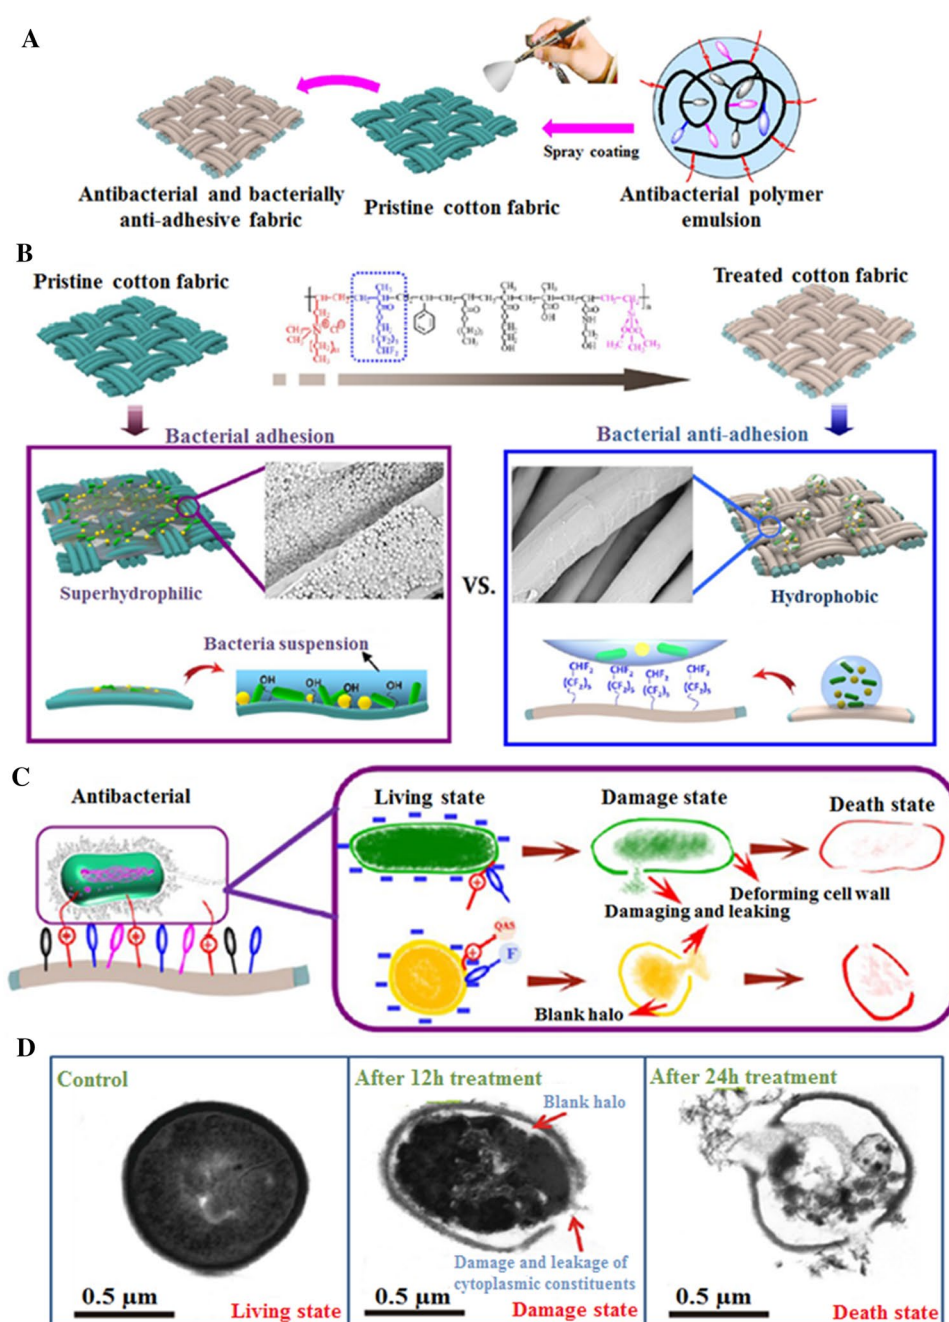 A
Spray coating
Antibacterial and bacterially
anti-adhesive fabric
Pristine cotton fabric
Antibacterial polymer
emulsion
B
Pristine cotton fabric
Treated cotton fabric
Bacterial adhesion
Bacterial anti-adhesion
Superhydrophilic
VS.
Hydrophobic
Bacteria suspension
OH OH OH OH
CHF2 CHF2 CHF2 CHF2
(CF2)5 (CF2)5 (CF2)5 (CF2)5
C
Antibacterial
Living state
Damage state
Death state
Deforming cell wall
Damaging and leaking
QAS
F
Blank halo
D
Control
After 12h treatment
After 24h treatment
Blank halo
Damage and leakage of
cytoplasmic constituents
0.5 μm
Living state
0.5 μm
Damage state
0.5 μm
Death state